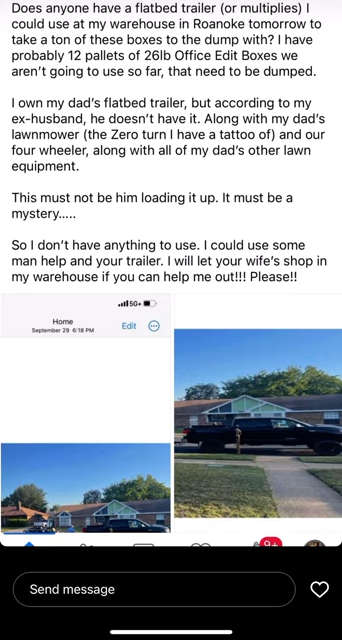 Does anyone have a flatbed trailer (or multiplies) I
could use at my warehouse in Roanoke tomorrow to
take a ton of these boxes to the dump with? I have
probably 12 pallets of 26lb Office Edit Boxes we
aren't going to use so far, that need to be dumped.
I own my dad's flatbed trailer, but according to my
ex-husband, he doesn't have it. Along with my dad's
lawnmower (the Zero turn I have a tattoo of) and our
four wheeler, along with all of my dad's other lawn
equipment.
This must not be him loading it up. It must be a
mystery.....
So I don't have anything to use. I could use some
man help and your trailer. I will let your wife's shop in
my warehouse if you can help me out!!! Please!!
5G+
Home
September 29 6:18 PM
Edit
9+
Send message